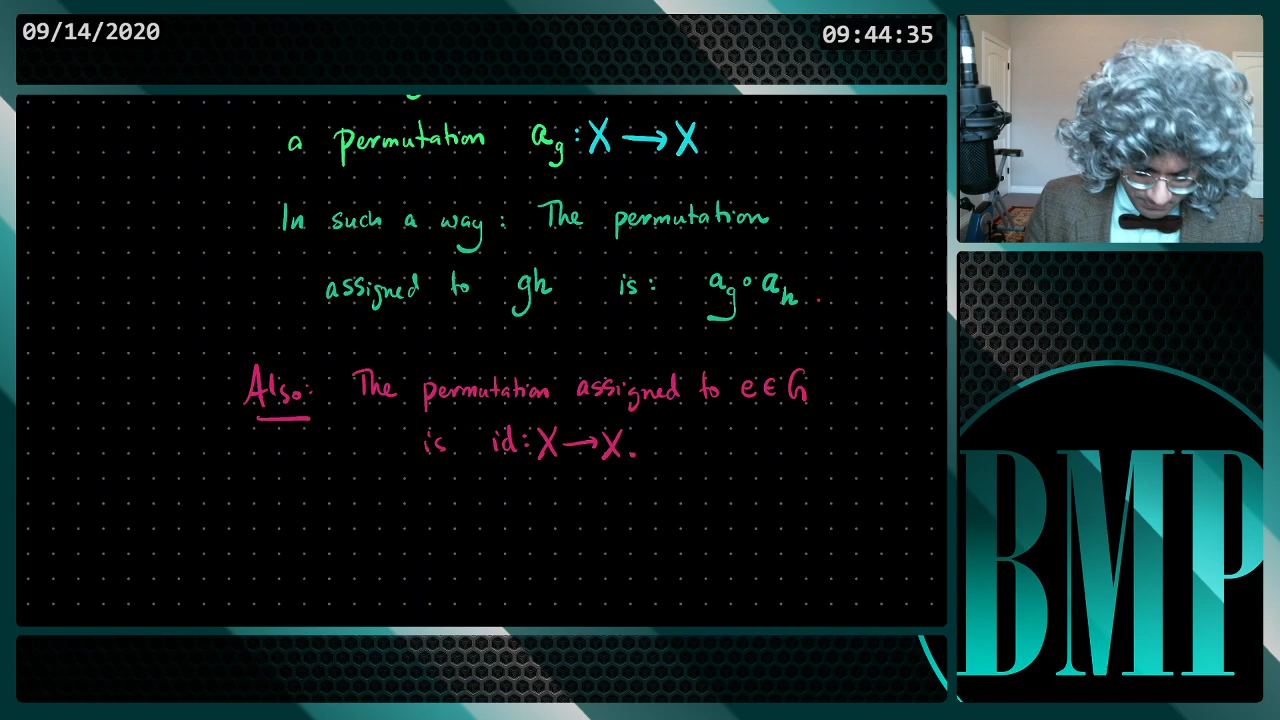 09/14/2020
09:44:35
a permutation a_g : X → X
In such a way : The permutation
assigned to gh is : a_g ∘ a_h .
Also: The permutation assigned to e ∈ G
is id : X → X.
BMP